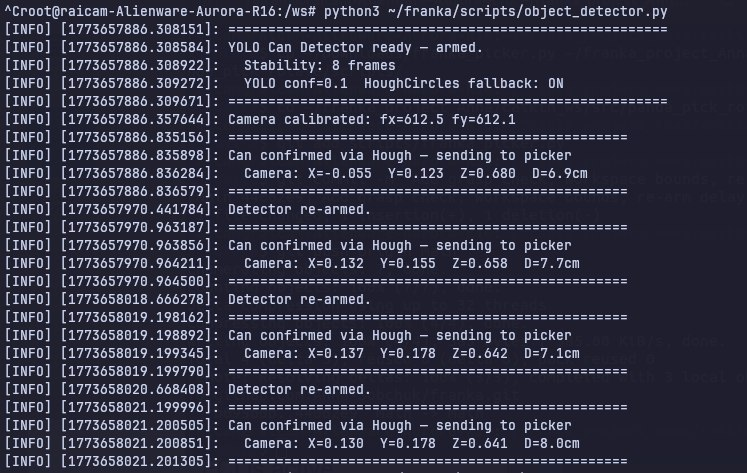 ^Croot@raicam-Alienware-Aurora-R16:/ws# python3 ~/franka/scripts/object_detector.py
[INFO] [1773657886.308151]: =======================================================
[INFO] [1773657886.308584]: YOLO Can Detector ready — armed.
[INFO] [1773657886.308922]:   Stability: 8 frames
[INFO] [1773657886.309272]:   YOLO conf=0.1  HoughCircles fallback: ON
[INFO] [1773657886.309671]: =======================================================
[INFO] [1773657886.357644]: Camera calibrated: fx=612.5 fy=612.1
[INFO] [1773657886.835156]: ==================================================
[INFO] [1773657886.835898]: Can confirmed via Hough — sending to picker
[INFO] [1773657886.836284]:   Camera: X=-0.055  Y=0.123  Z=0.680  D=6.9cm
[INFO] [1773657886.836579]: ==================================================
[INFO] [1773657970.441784]: Detector re-armed.
[INFO] [1773657970.963187]: ==================================================
[INFO] [1773657970.963856]: Can confirmed via Hough — sending to picker
[INFO] [1773657970.964211]:   Camera: X=0.132  Y=0.155  Z=0.658  D=7.7cm
[INFO] [1773657970.964500]: ==================================================
[INFO] [1773658018.666278]: Detector re-armed.
[INFO] [1773658019.198162]: ==================================================
[INFO] [1773658019.198892]: Can confirmed via Hough — sending to picker
[INFO] [1773658019.199345]:   Camera: X=0.137  Y=0.178  Z=0.642  D=7.1cm
[INFO] [1773658019.199790]: ==================================================
[INFO] [1773658020.668408]: Detector re-armed.
[INFO] [1773658021.199996]: ==================================================
[INFO] [1773658021.200505]: Can confirmed via Hough — sending to picker
[INFO] [1773658021.200851]:   Camera: X=0.130  Y=0.178  Z=0.641  D=8.0cm
[INFO] [1773658021.201305]: ==================================================